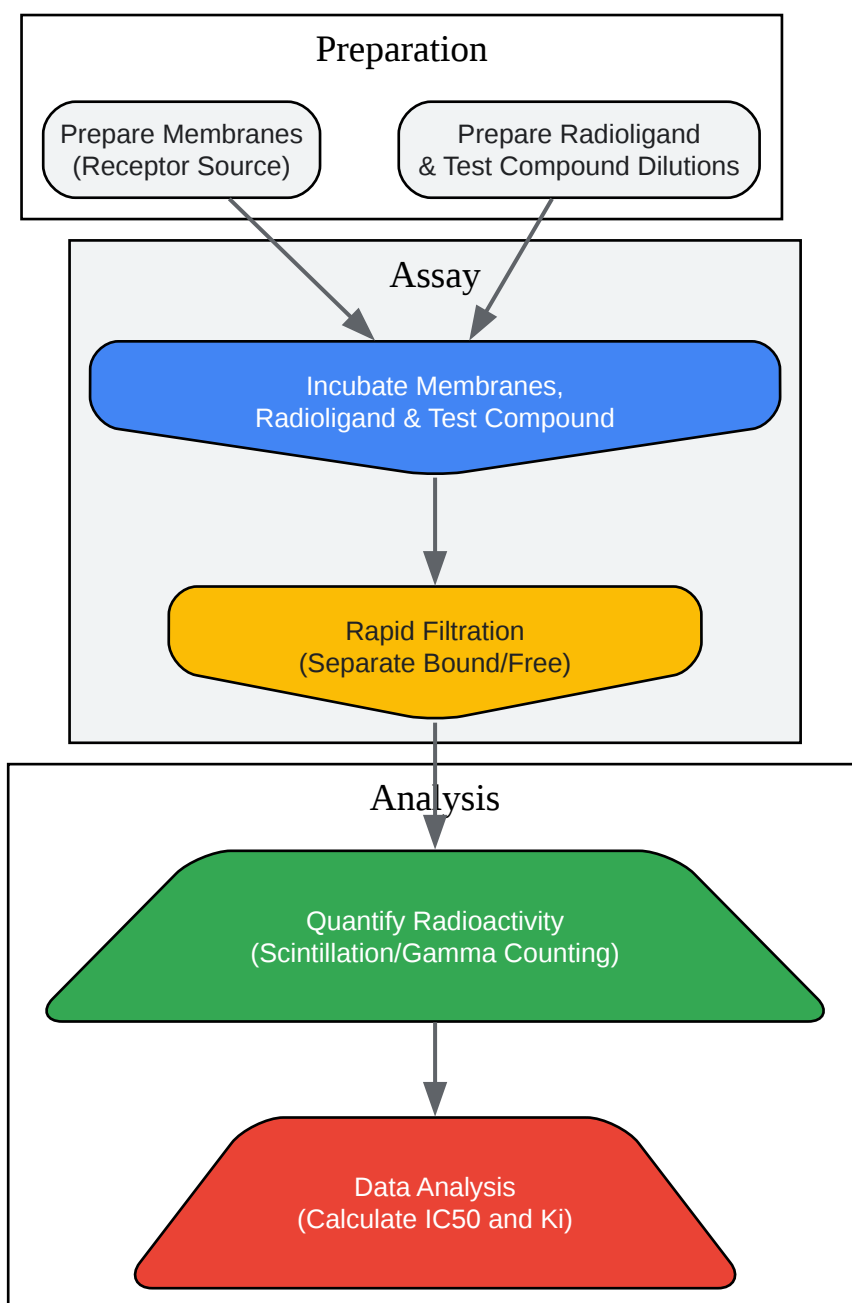 Preparation
Prepare Membranes
(Receptor Source)
Prepare Radioligand
& Test Compound Dilutions
Assay
Incubate Membranes,
Radioligand & Test Compound
Rapid Filtration
(Separate Bound/Free)
Analysis
Quantify Radioactivity
(Scintillation/Gamma Counting)
Data Analysis
(Calculate IC50 and Ki)